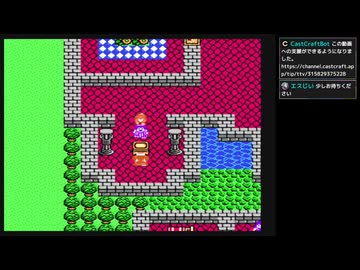 CastCraftBot この動画
への支援ができるようになりま
した。
https://channel.castcraft.ap
p/tip/ttv/315829375228
エスじい 少しお待ちくだ
さい